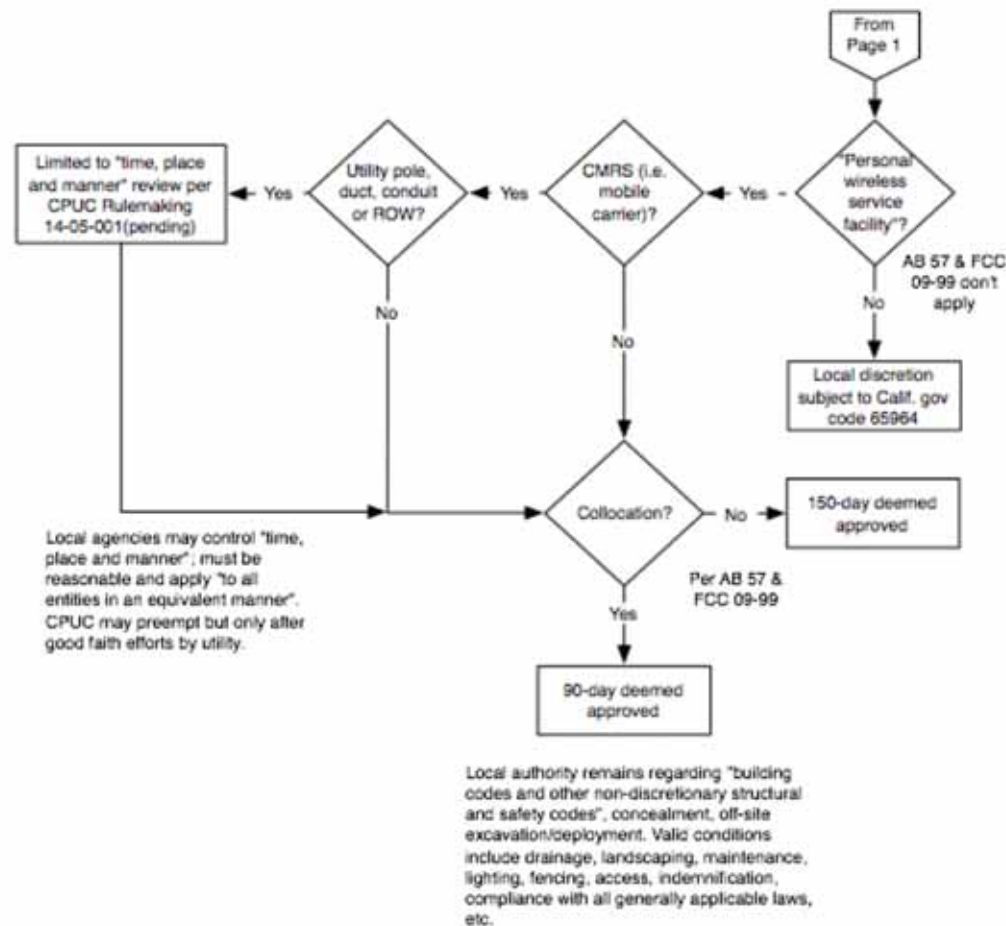 From
Page 1
"Personal
wireless
service
facility"?
Yes
CMRS (i.e.
mobile
carrier)?
Yes
Utility pole,
duct, conduit
or ROW?
Yes
Limited to "time, place
and manner" review per
CPUC Rulemaking
14-05-001(pending)
AB 57 & FCC
09-99 don't
apply
No
No
No
Local discretion
subject to Calif. gov
code 65964
Collocation?
No
150-day deemed
approved
Local agencies may control "time,
place and manner"; must be
reasonable and apply "to all
entities in an equivalent manner".
CPUC may preempt but only after
good faith efforts by utility.
Per AB 57 &
FCC 09-99
Yes
90-day deemed
approved
Local authority remains regarding "building
codes and other non-discretionary structural
and safety codes", concealment, off-site
excavation/deployment. Valid conditions
include drainage, landscaping, maintenance,
lighting, fencing, access, indemnification,
compliance with all generally applicable laws,
etc.